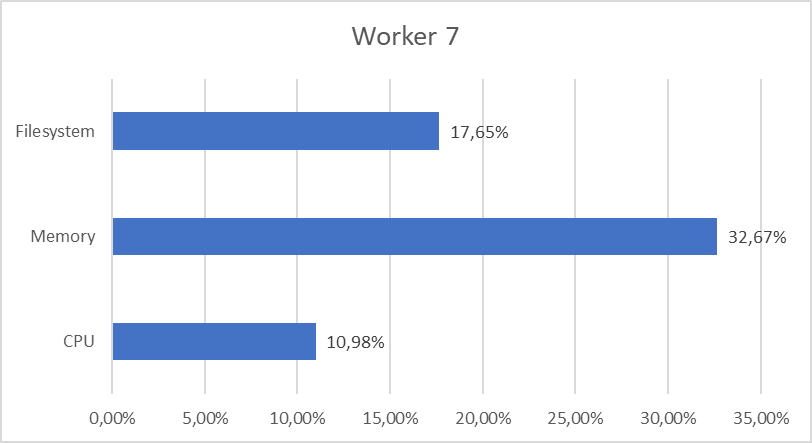 Worker 7
Filesystem
17,65%
Memory
32,67%
CPU
10,98%
0,00% 5,00% 10,00% 15,00% 20,00% 25,00% 30,00% 35,00%